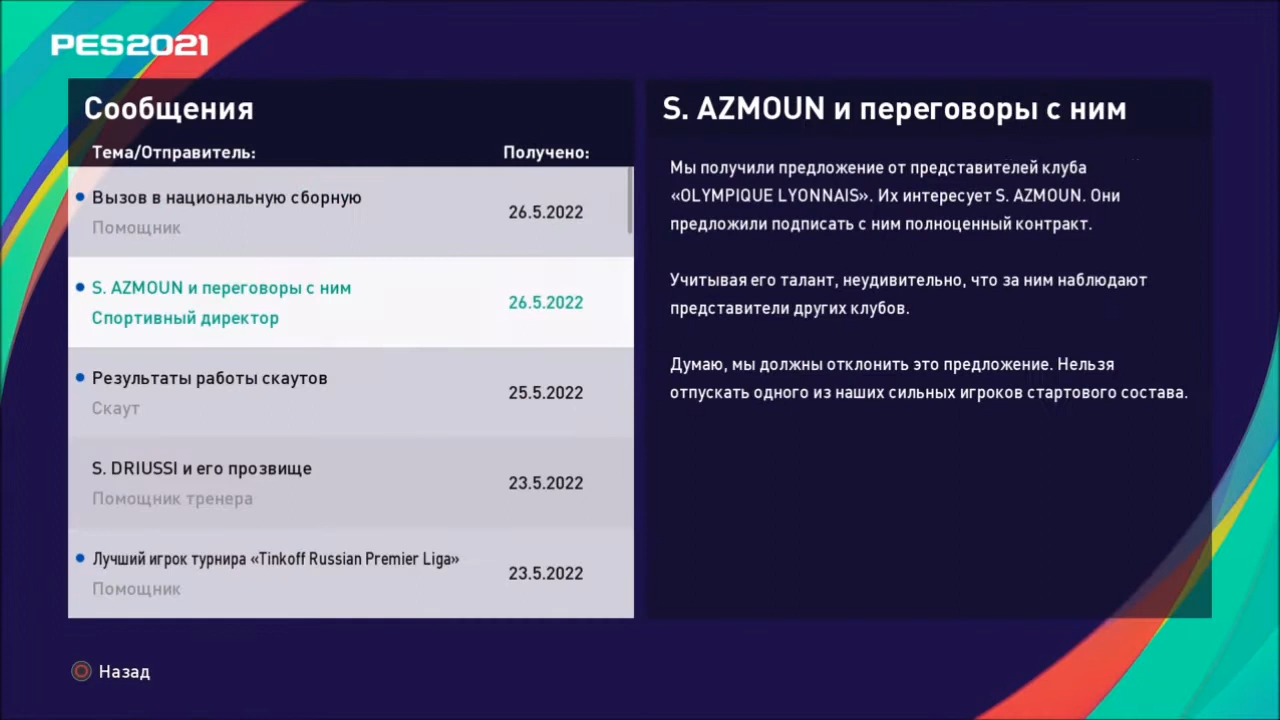 PES2021
Сообщения
Тема/Отправитель: Получено:
Вызов в национальную сборную
Помощник
26.5.2022
S. AZMOUN и переговоры с ним
Спортивный директор
26.5.2022
Результаты работы скаутов
Скаут
25.5.2022
S. DRIUSSI и его прозвище
Помощник тренера
23.5.2022
Лучший игрок турнира «Tinkoff Russian Premier Liga»
Помощник
23.5.2022
S. AZMOUN и переговоры с ним
Мы получили предложение от представителей клуба
«OLYMPIQUE LYONNAIS». Их интересует S. AZMOUN. Они
предложили подписать с ним полноценный контракт.
Учитывая его талант, неудивительно, что за ним наблюдают
представители других клубов.
Думаю, мы должны отклонить это предложение. Нельзя
отпускать одного из наших сильных игроков стартового состава.
Назад